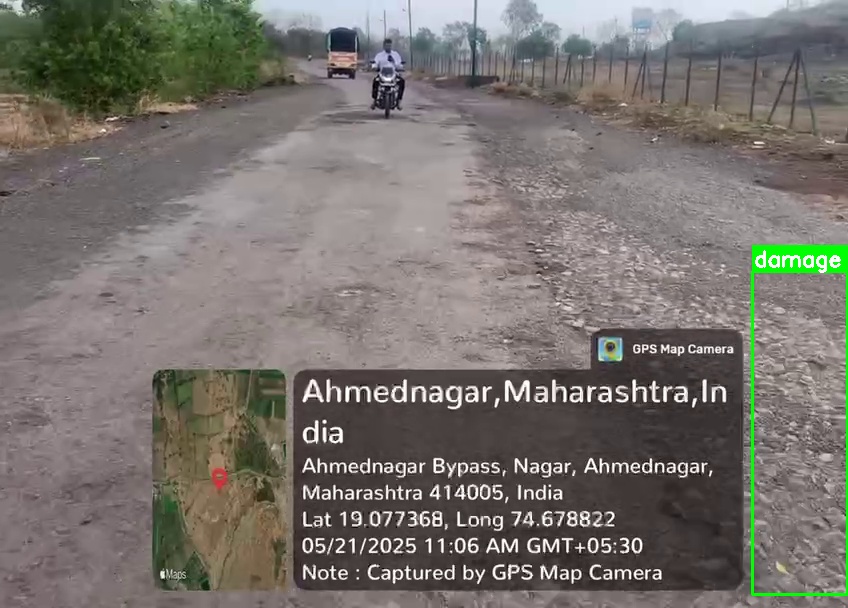 damage
GPS Map Camera
Ahmednagar,Maharashtra,In
dia
Ahmednagar Bypass, Nagar, Ahmednagar,
Maharashtra 414005, India
Lat 19.077368, Long 74.678822
05/21/2025 11:06 AM GMT+05:30
Note : Captured by GPS Map Camera
Maps